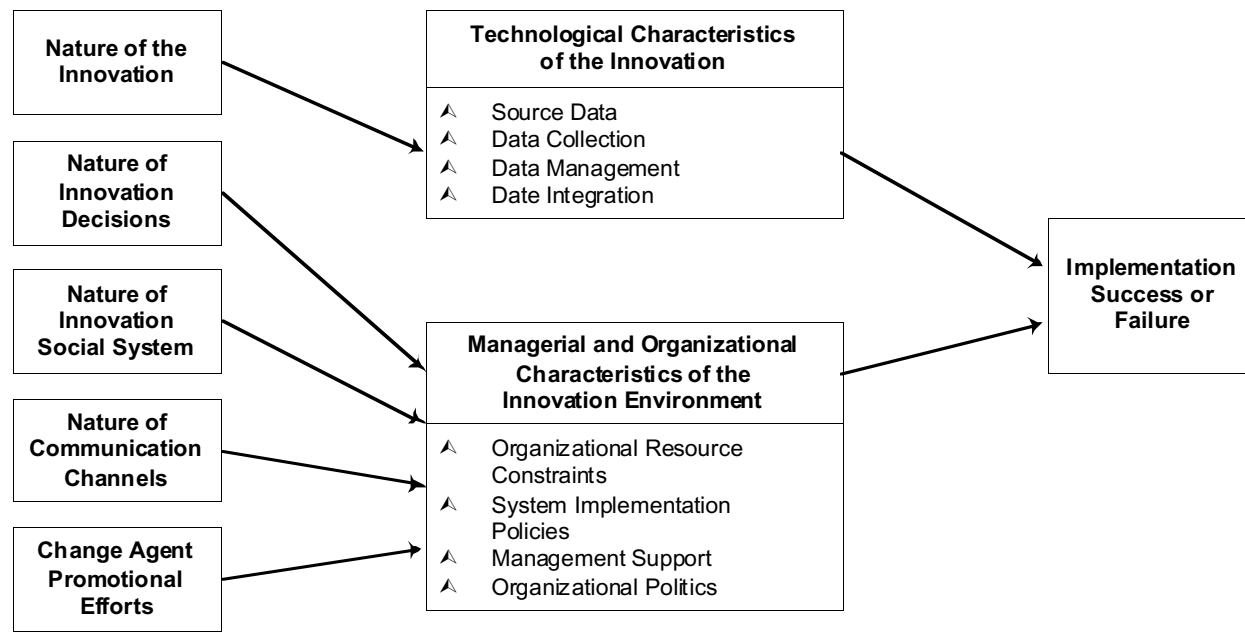 Nature of the
Innovation
Nature of
Innovation
Decisions
Nature of
Innovation
Social System
Nature of
Communication
Channels
Change Agent
Promotional
Efforts
Technological Characteristics
of the Innovation
Source Data
Data Collection
Data Management
Date Integration
Managerial and Organizational
Characteristics of the
Innovation Environment
Organizational Resource
Constraints
System Implementation
Policies
Management Support
Organizational Politics
Implementation
Success or
Failure